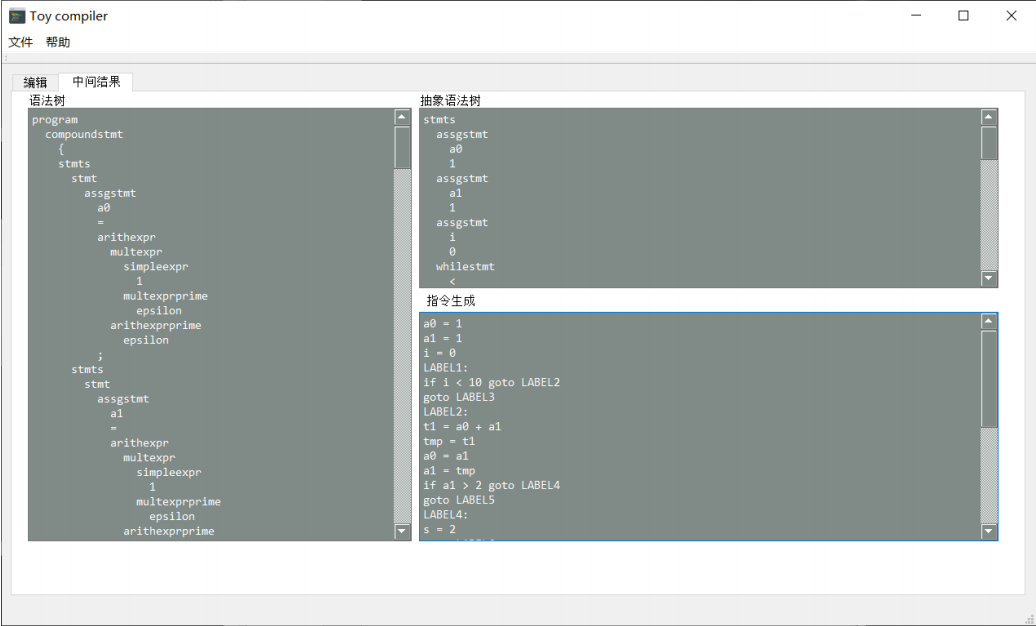 Toy compiler
文件 帮助
编辑 中间结果
语法树
program
compoundstmt
{
stmts
stmt
assgstmt
a0
=
arithexpr
multexpr
simpleexpr
1
multexprprime
epsilon
arithexprprime
epsilon
;
stmts
stmt
assgstmt
a1
=
arithexpr
multexpr
simpleexpr
1
multexprprime
epsilon
arithexprprime
抽象语法树
stmts
assgstmt
a0
1
assgstmt
a1
1
assgstmt
i
0
whilestmt
<
指令生成
a0 = 1
a1 = 1
i = 0
LABEL1:
if i < 10 goto LABEL2
goto LABEL3
LABEL2:
t1 = a0 + a1
tmp = t1
a0 = a1
a1 = tmp
if a1 > 2 goto LABEL4
goto LABEL5
LABEL4:
s = 2